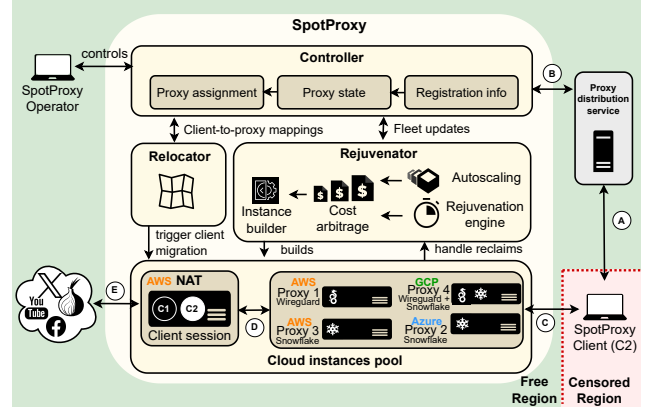 SpotProxy
controls
Controller
SpotProxy
Operator
Proxy assignment
Proxy state
Registration info
B
Proxy
distribution
service
Client-to-proxy mappings
Fleet updates
Relocator
Rejuvenator
Instance
builder
Cost
arbitrage
Autoscaling
Rejuvenation
engine
A
trigger client
migration
builds
handle reclaims
E
You
Tube
AWS NAT
C1
C2
Client session
D
AWS
Proxy 1
Wireguard
GCP
Proxy 4
Wireguard +
Snowflake
AWS
Proxy 3
Snowflake
Azure
Proxy 2
Snowflake
Cloud instances pool
C
SpotProxy
Client (C2)
Free
Region
Censored
Region